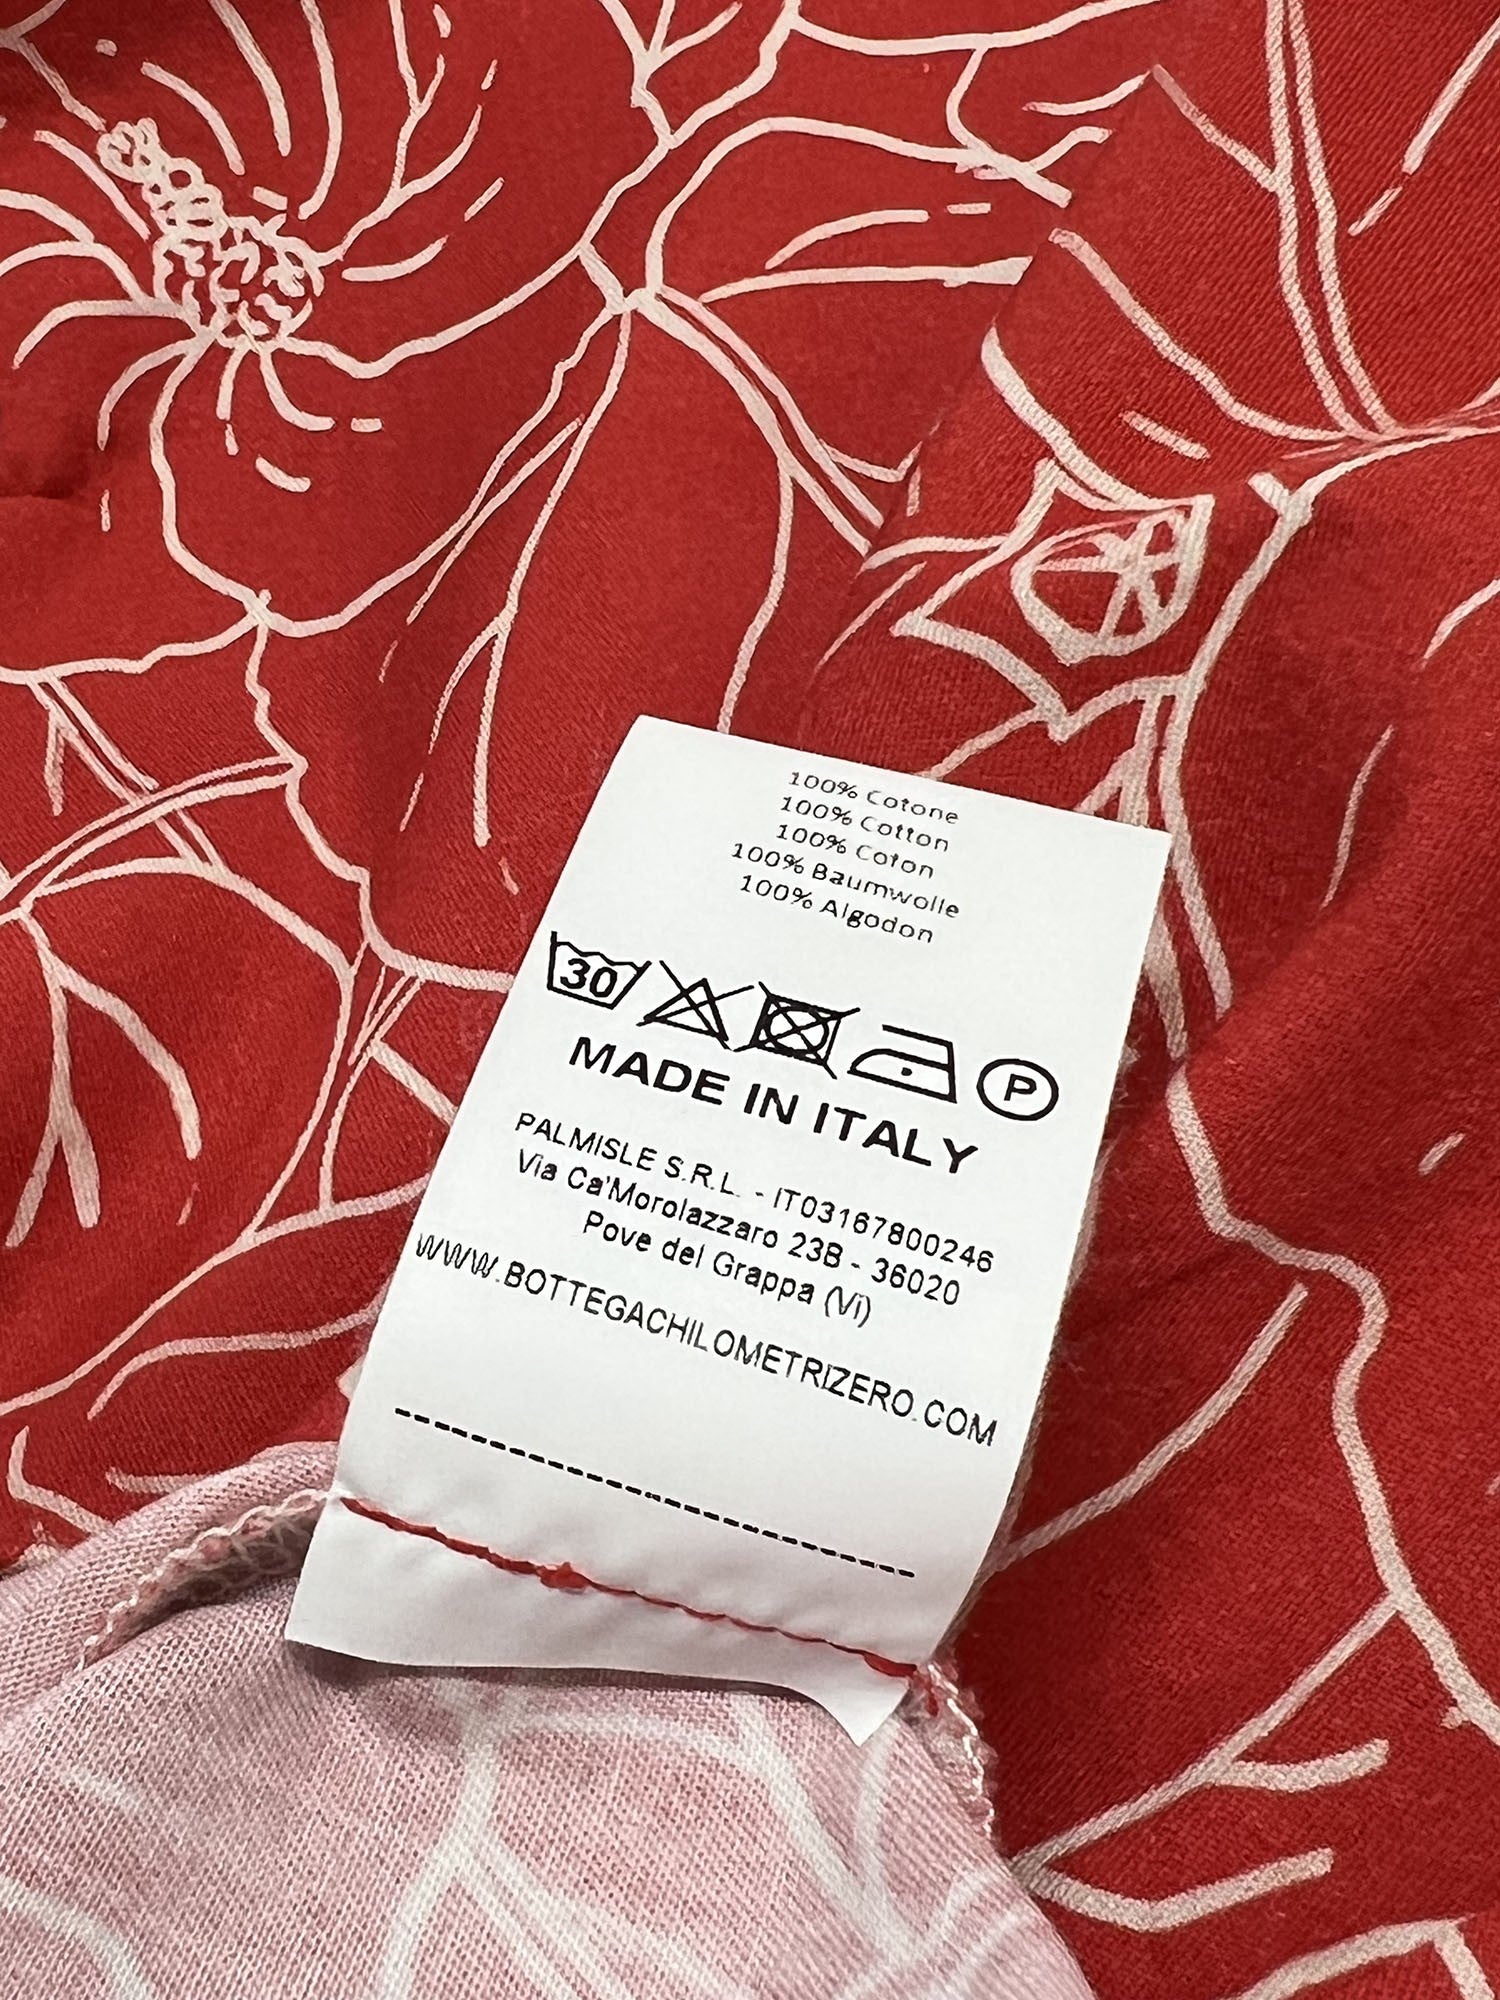 100% Cotone
100% Cotton
100% Coton
100% Baumwolle
100% Algodon
30
P
MADE IN ITALY
PALMISLE S.R.L. - IT03167800246
Via Ca'Morolazzaro 23B - 36020
Pove del Grappa (Vi)
WWW.BOTTEGACHILOMETRIZERO.COM